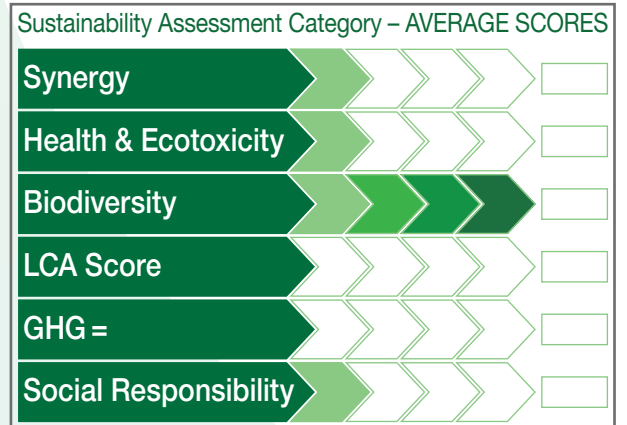 Sustainability Assessment Category – AVERAGE SCORES
Synergy
Health & Ecotoxicity
Biodiversity
LCA Score
GHG =
Social Responsibility